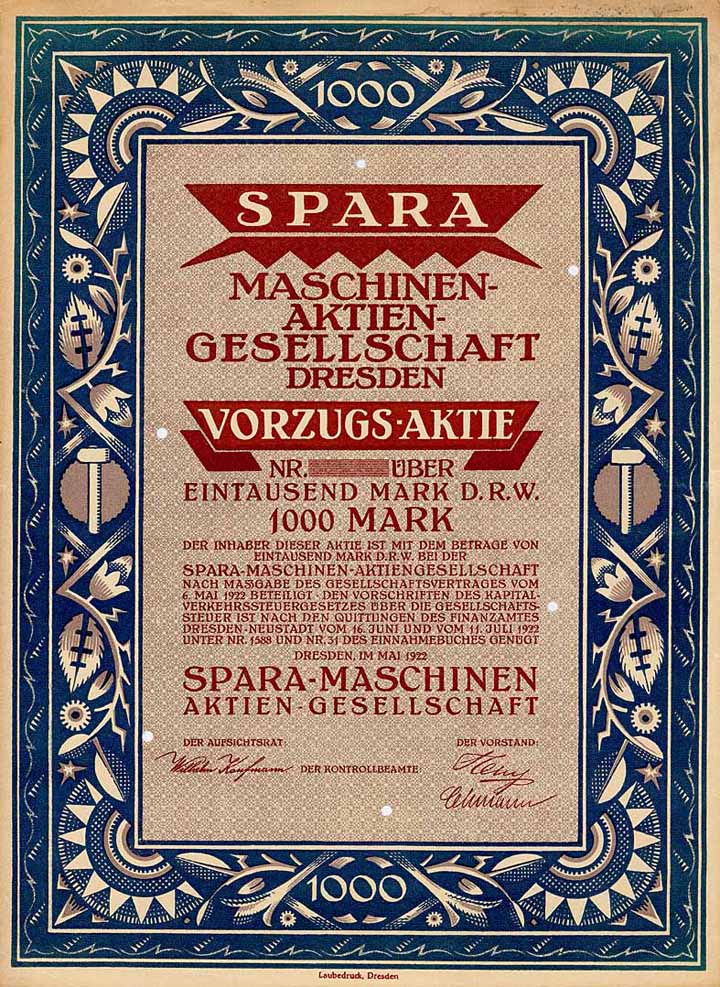 1000
SPARA
MASCHINEN-
AKTIEN-
GESELLSCHAFT
DRESDEN
VORZUGS-AKTIE
NR. ÜBER
EINTAUSEND MARK D.R.W.
1000 MARK
DER INHABER DIESER AKTIE IST MIT DEM BETRAGE VON
EINTAUSEND MARK D.R.W. BEI DER
SPARA-MASCHINEN-AKTIENGESELLSCHAFT
NACH MASGABE DES GESELLSCHAFTSVERTRAGES VOM
6. MAI 1922 BETEILIGT · DEN VORSCHRIFTEN DES KAPITAL-
VERKEHRSSTEUERGESETZES ÜBER DIE GESELLSCHAFTS-
STEUER IST NACH DEN QUITTUNGEN DES FINANZAMTES
DRESDEN-NEUSTADT VOM 16. JUNI UND VOM 11. JULI 1922
UNTER NR. 1588 UND NR. 31 DES EINNAHMEBUCHES GENÜGT
DRESDEN, IM MAI 1922
SPARA-MASCHINEN
AKTIEN-GESELLSCHAFT
DER AUFSICHTSRAT: DER VORSTAND:
Wilhelm Kaufmann DER KONTROLLBEAMTE:
Lehmann
1000
Laubedruck, Dresden